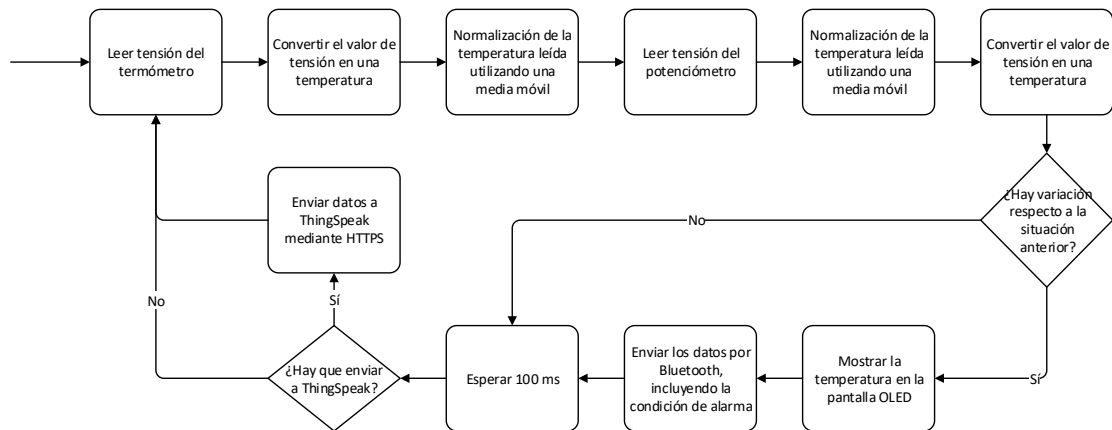 Leer tensión del
termómetro
Convertir el valor de
tensión en una
temperatura
Normalización de la
temperatura leída
utilizando una
media móvil
Leer tensión del
potenciómetro
Normalización de la
temperatura leída
utilizando una
media móvil
Convertir el valor de
tensión en una
temperatura
¿Hay variación
respecto a la
situación
anterior?
No
Sí
Enviar datos a
ThingSpeak
mediante HTTPS
No
Sí
¿Hay que enviar
a ThingSpeak?
Esperar 100 ms
Enviar los datos por
Bluetooth,
incluyendo la
condición de alarma
Mostrar la
temperatura en la
pantalla OLED